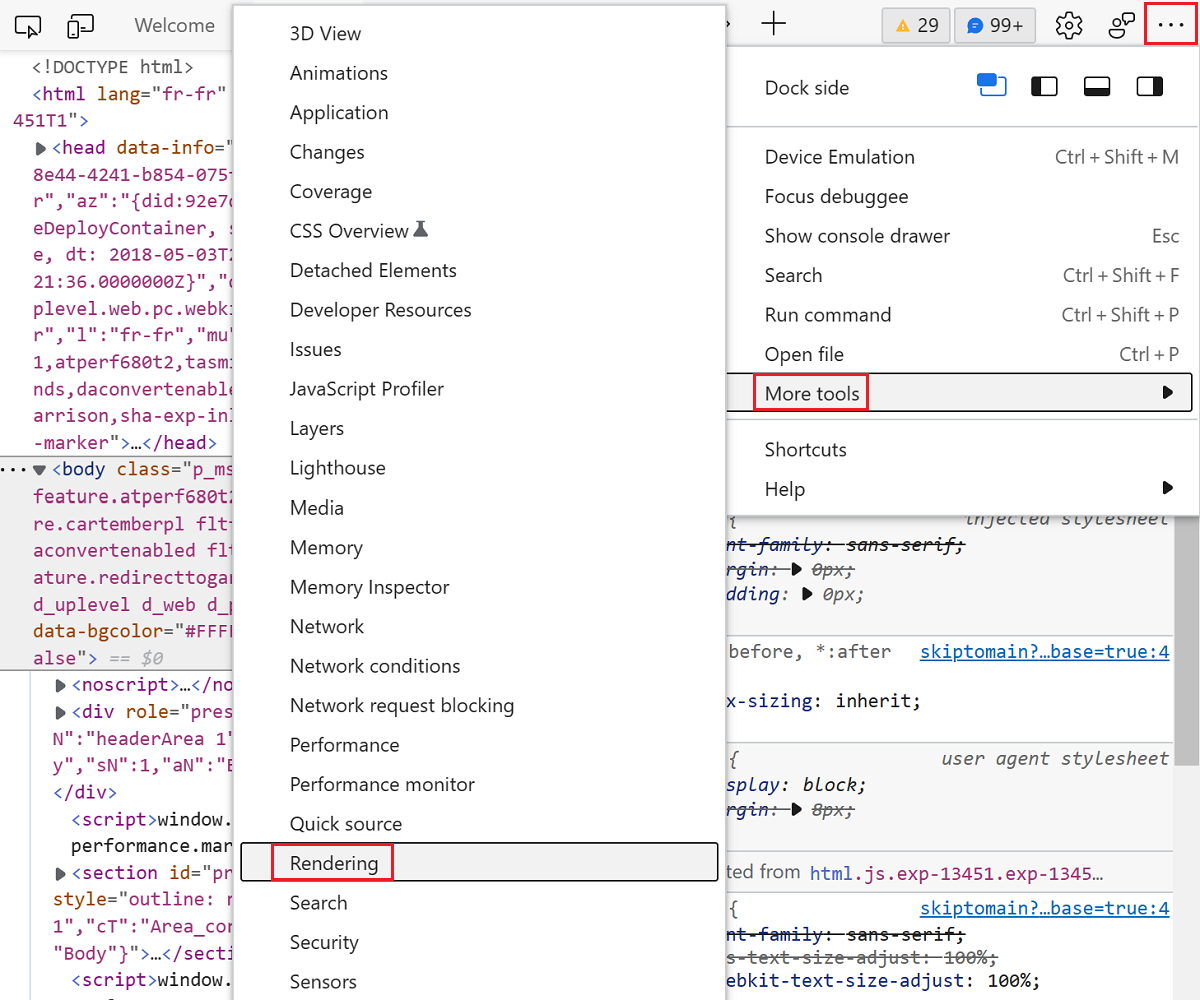 Welcome
29
99+
<!DOCTYPE html>
<html lang="fr-fr"
451T1">
<head data-info="
8e44-4241-b854-075
r","az":"{did:92e7
eDeployContainer,
e, dt: 2018-05-03T
21:36.0000000Z}","
plevel.web.pc.webki
r","l":"fr-fr","mu"
1,atperf680t2,tasmi
nds,daconvertenable
arrison,sha-exp-in
-marker">…</head>
<body class="p_ms
feature.atperf680t2
re.cartemberpl flt
aconvertenabled flt
ature.redirecttogan
d_uplevel d_web d_p
data-bgcolor="#FFFF
alse"> == $0
<noscript>…</no
<div role="pres
N":"headerArea 1"
y","sN":1,"aN":"
</div>
<script>window.
performance.mar
<section id="pr
style="outline:
1","cT":"Area_cor
"Body"}">…</secti
<script>window.
3D View
Animations
Application
Changes
Coverage
CSS Overview
Detached Elements
Developer Resources
Issues
JavaScript Profiler
Layers
Lighthouse
Media
Memory
Memory Inspector
Network
Network conditions
Network request blocking
Performance
Performance monitor
Quick source
Rendering
Search
Security
Sensors
Dock side
Device Emulation Ctrl + Shift + M
Focus debuggee
Show console drawer Esc
Search Ctrl + Shift + F
Run command Ctrl + Shift + P
Open file Ctrl + P
More tools
Shortcuts
Help
{ injected stylesheet
nt-family: sans-serif;
rgin: 0px;
dding: 0px;
before, *:after skiptomain?…base=true:4
x-sizing: inherit;
{ user agent stylesheet
splay: block;
rgin: 8px;
ted from html.js.exp-13451.exp-1345…
{ skiptomain?…base=true:4
nt-family: sans-serif;
s-text-size-adjust: 100%;
ebkit-text-size-adjust: 100%;